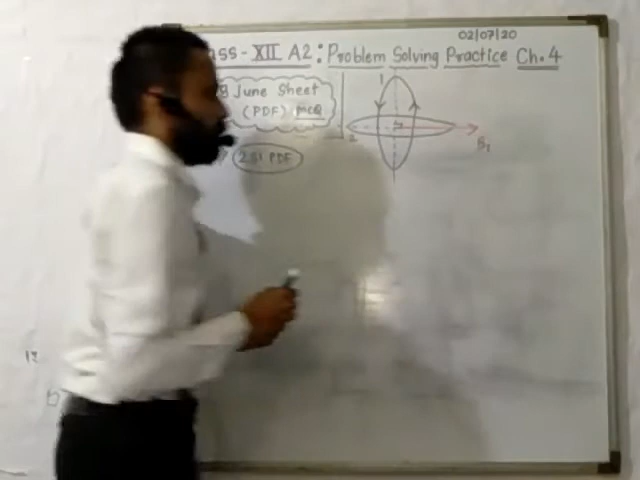 02/07/20
XII A2 : Problem Solving Practice Ch. 4
June Sheet
(PDF) MCQ
PDF
1
2
B₁